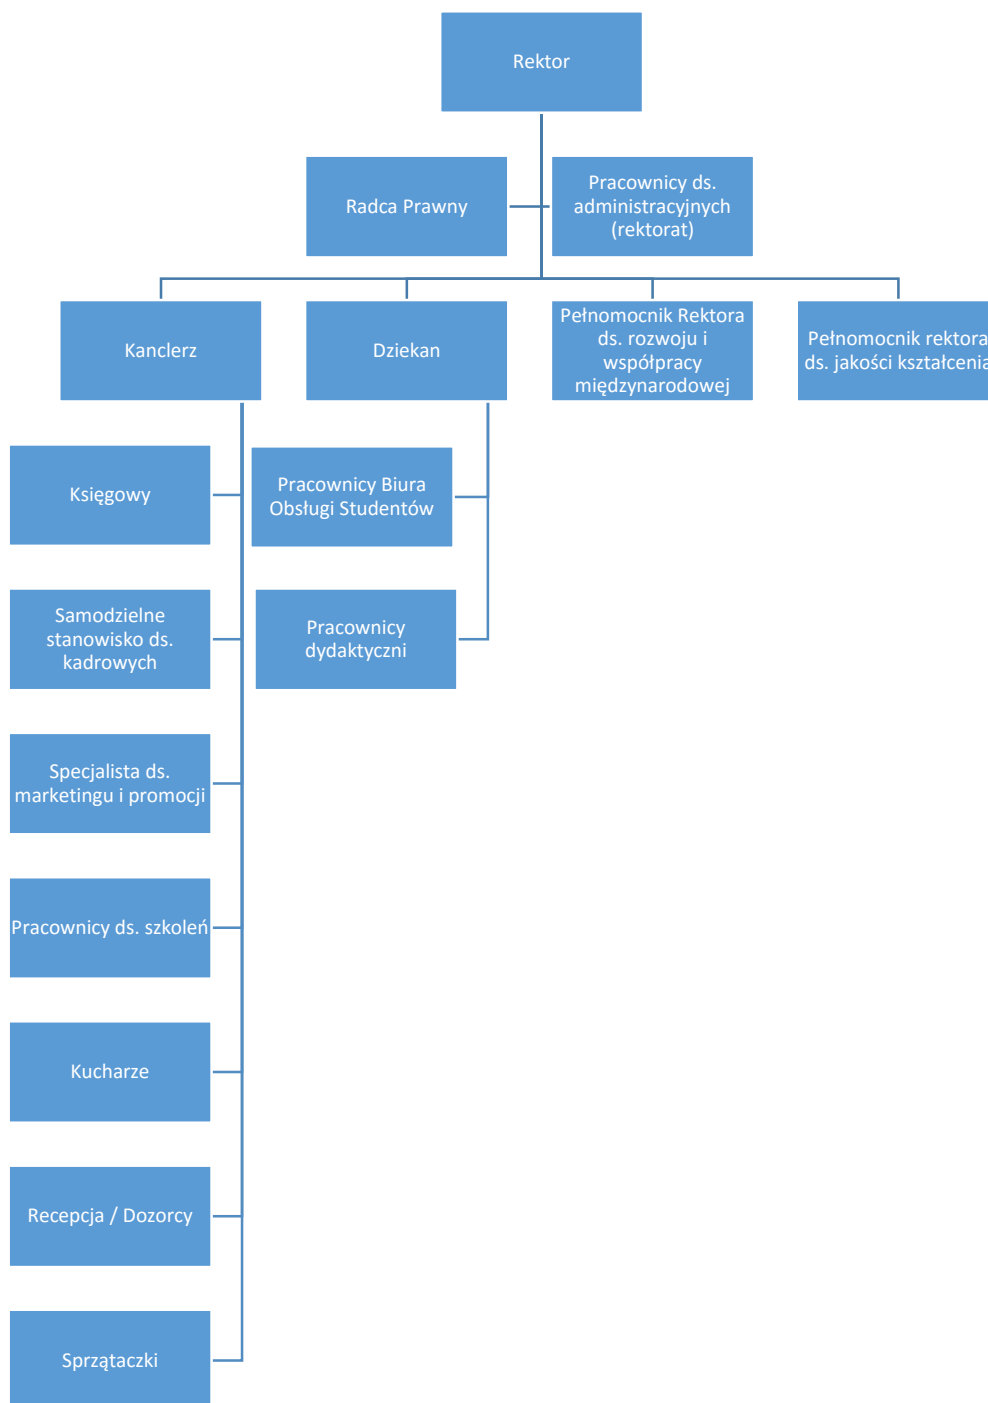 Rektor
Radca Prawny
Pracownicy ds.
administracyjnych
(rektorat)
Kanclerz
Dziekan
Pełnomocnik Rektora
ds. rozwoju i
współpracy
międzynarodowej
Pełnomocnik rektora
ds. jakości kształcenia
Księgowy
Pracownicy Biura
Obsługi Studentów
Samodzielne
stanowisko ds.
kadrowych
Pracownicy
dydaktyczni
Specjalista ds.
marketingu i promocji
Pracownicy ds. szkoleń
Kucharze
Recepcja / Dozorcy
Sprzątaczki